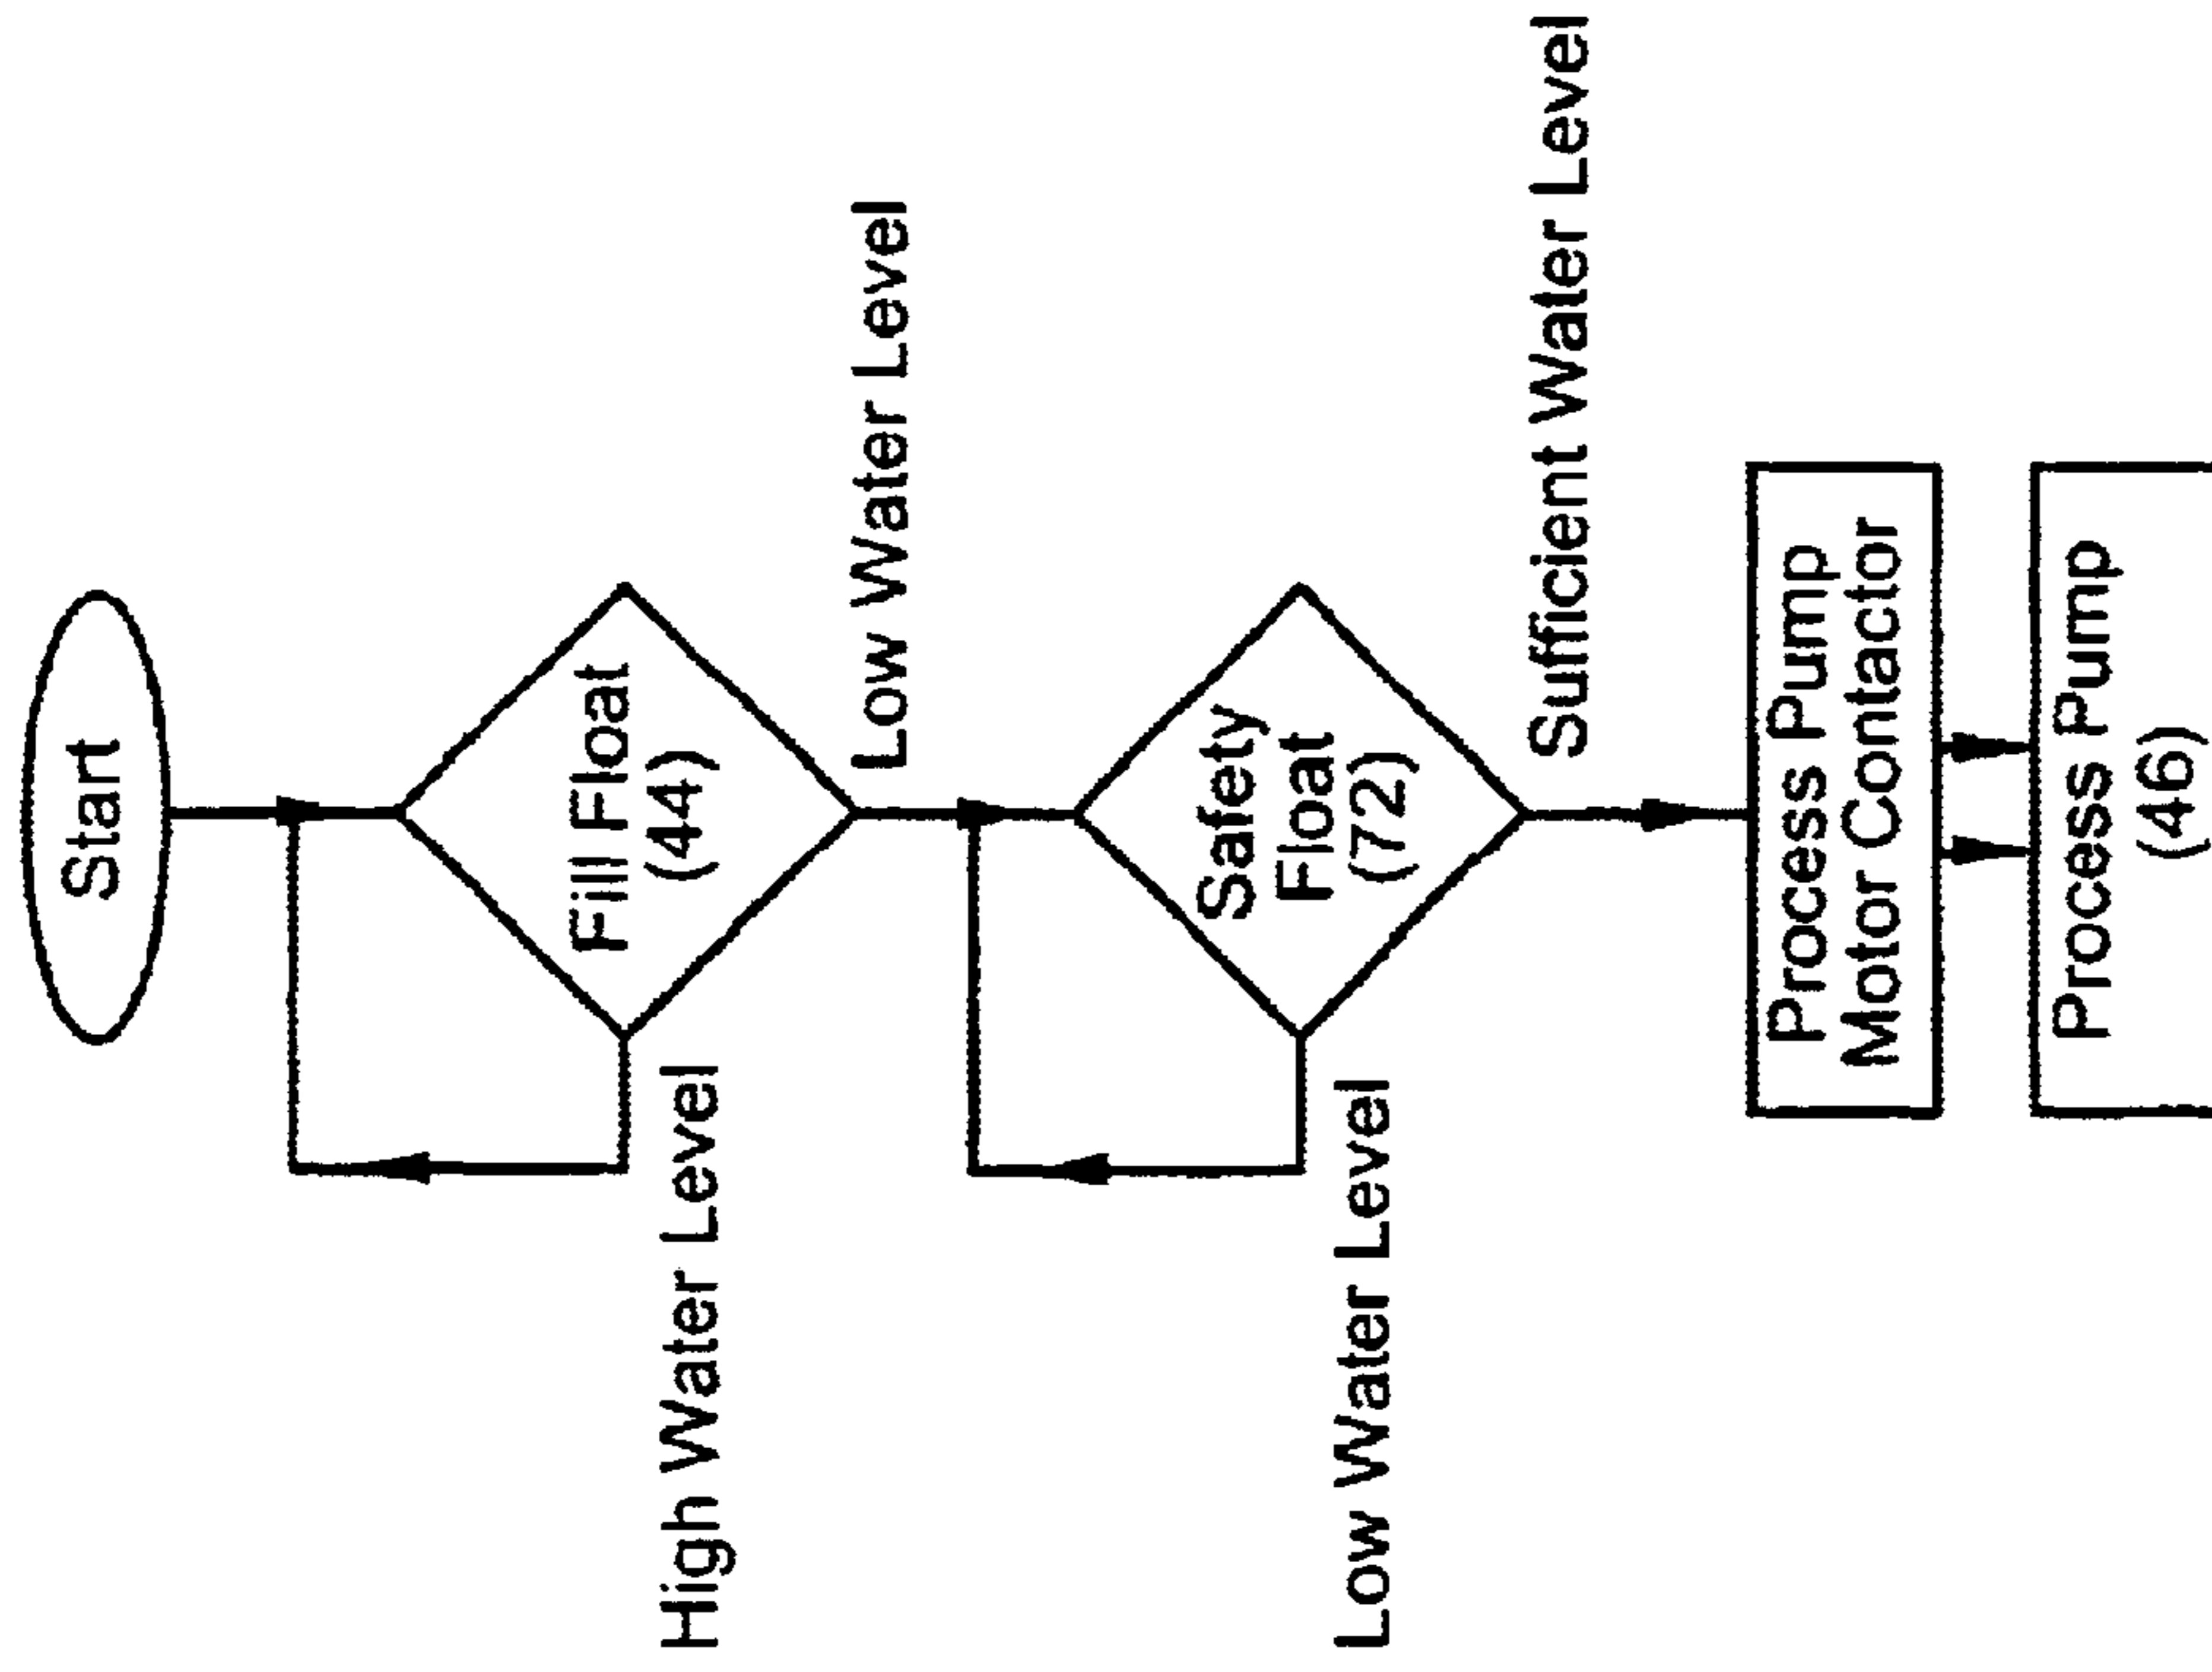 Start
Fill Float
(44)
High Water Level
Low Water Level
Safety
Float
(72)
Low Water Level
Sufficient Water Level
Process Pump
Motor Contactor
Process Pump
(46)